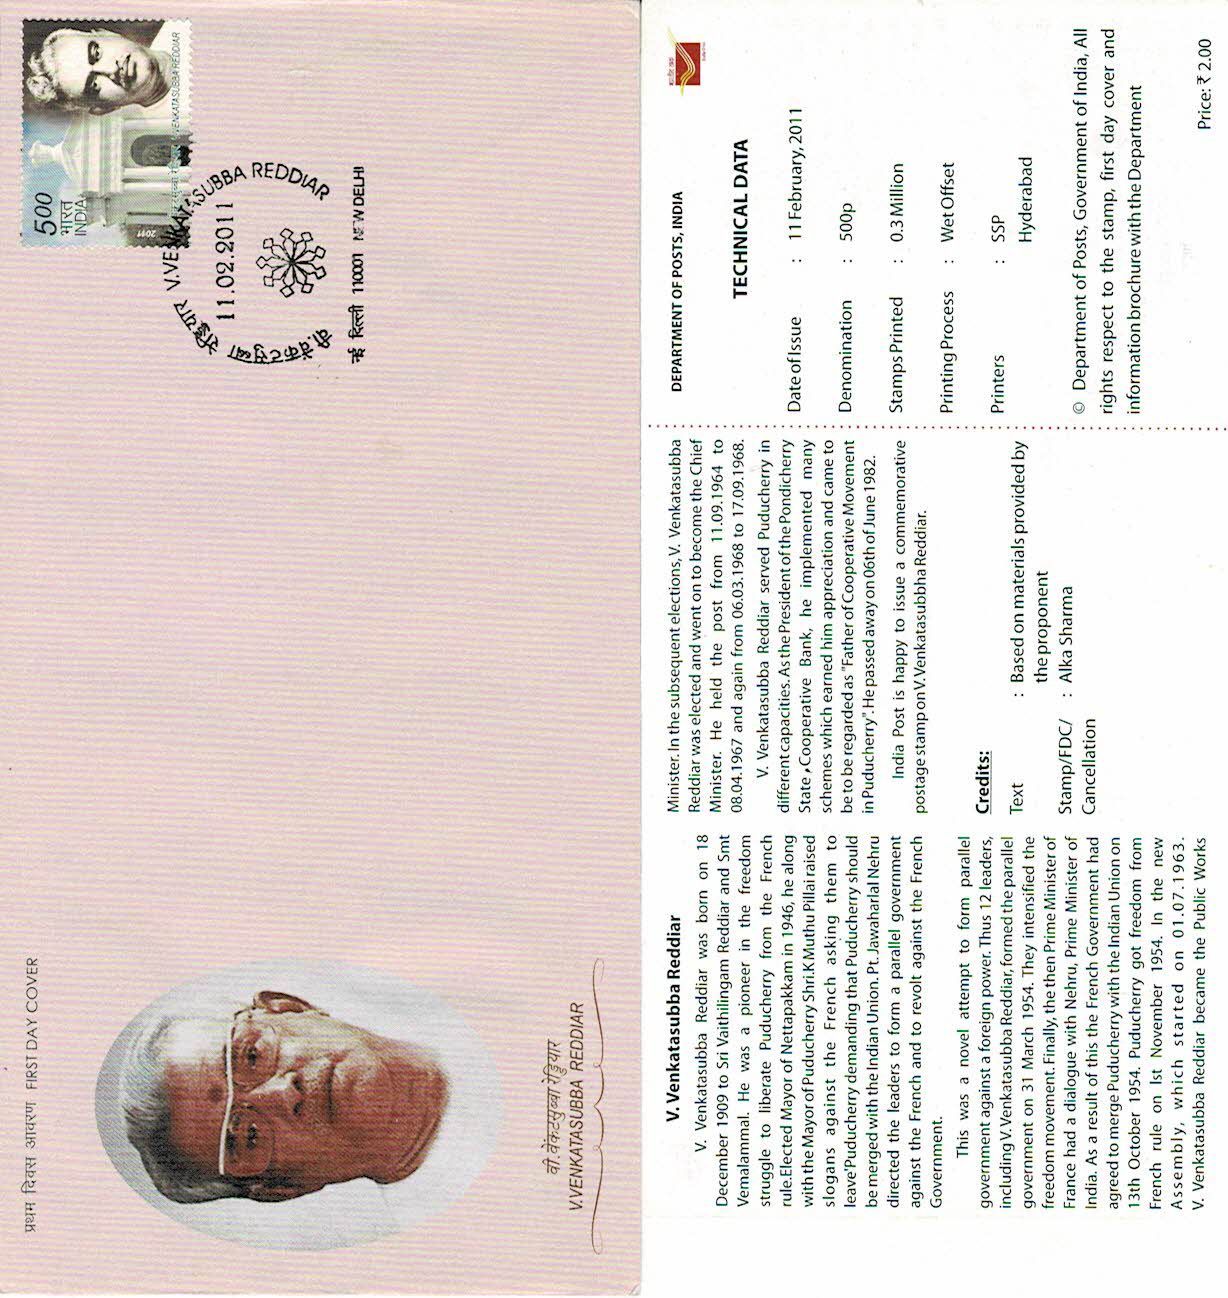 प्रथम दिवस आवरण FIRST DAY COVER
500
भारत
INDIA
2011
VENKATASUBBA REDDIAR
वी.वेंकटसुब्बा रेड्डियार V.VENKATASUBBA REDDIAR
11.02.2011
नई दिल्ली 110001 NEW DELHI
वी.वेंकटसुब्बा रेड्डियार
V.VENKATASUBBA REDDIAR
V. Venkatasubba Reddiar
V. Venkatasubba Reddiar was born on 18
December 1909 to Sri Vaithilingam Reddiar and Smt
Vemalammal. He was a pioneer in the freedom
struggle to liberate Puducherry from the French
rule.Elected Mayor of Nettapakkam in 1946, he along
with the Mayor of Puducherry Shri.K Muthu Pillai raised
slogans against the French asking them to
leave'Puducherry demanding that Puducherry should
be merged with the Indian Union. Pt. Jawaharlal Nehru
directed the leaders to form a parallel government
against the French and to revolt against the French
Government.
This was a novel attempt to form parallel
government against a foreign power. Thus 12 leaders,
including V. Venkatasubba Reddiar, formed the parallel
government on 31 March 1954. They intensified the
freedom movement. Finally, the then Prime Minister of
France had a dialogue with Nehru, Prime Minister of
India. As a result of this the French Government had
agreed to merge Puducherry with the Indian Union on
13th October 1954. Puducherry got freedom from
French rule on Ist November 1954. In the new
Assembly, which started on 01.07.1963.
V. Venkatasubba Reddiar became the Public Works
Minister. In the subsequent elections, V. Venkatasubba
Reddiar was elected and went on to become the Chief
Minister. He held the post from 11.09.1964 to
08.04.1967 and again from 06.03.1968 to 17.09.1968.
V. Venkatasubba Reddiar served Puducherry in
different capacities. As the President of the Pondicherry
State Cooperative Bank, he implemented many
schemes which earned him appreciation and came to
be to be regarded as "Father of Cooperative Movement
in Puducherry". He passed away on 06th of June 1982.
India Post is happy to issue a commemorative
postage stamp on V. Venkatasubbha Reddiar.
Credits:
Text : Based on materials provided by
the proponent
Stamp/FDC/ : Alka Sharma
Cancellation
DEPARTMENT OF POSTS, INDIA
TECHNICAL DATA
Date of Issue : 11 February, 2011
Denomination : 500p
Stamps Printed : 0.3 Million
Printing Process : Wet Offset
Printers : SSP
Hyderabad
© Department of Posts, Government of India, All
rights respect to the stamp, first day cover and
information brochure with the Department
Price: ₹ 2.00